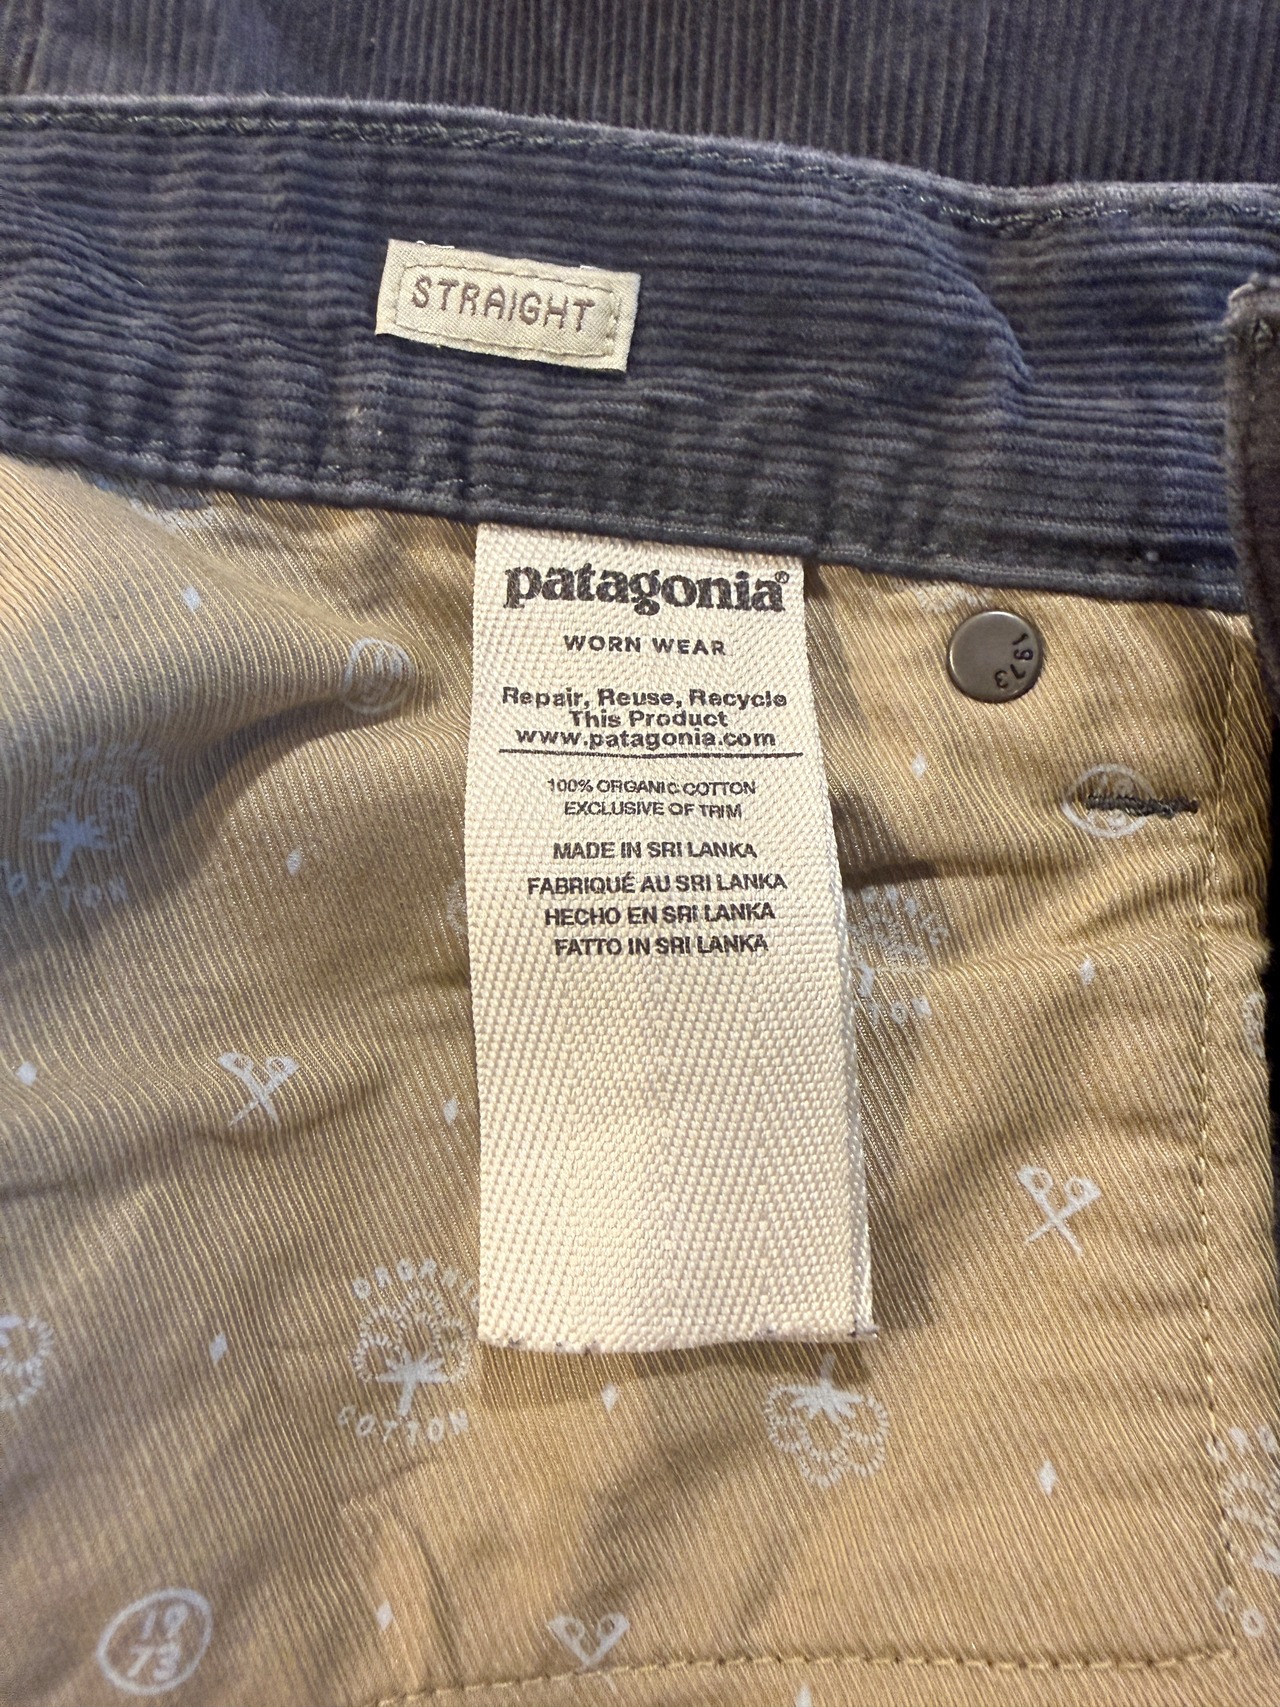 STRAIGHT
patagonia®
WORN WEAR
Repair, Reuse, Recycle
This Product
www.patagonia.com
100% ORGANIC COTTON
EXCLUSIVE OF TRIM
MADE IN SRI LANKA
FABRIQUÉ AU SRI LANKA
HECHO EN SRI LANKA
FATTO IN SRI LANKA
1973
COTTON
ORGANIC
COTTON
19
73